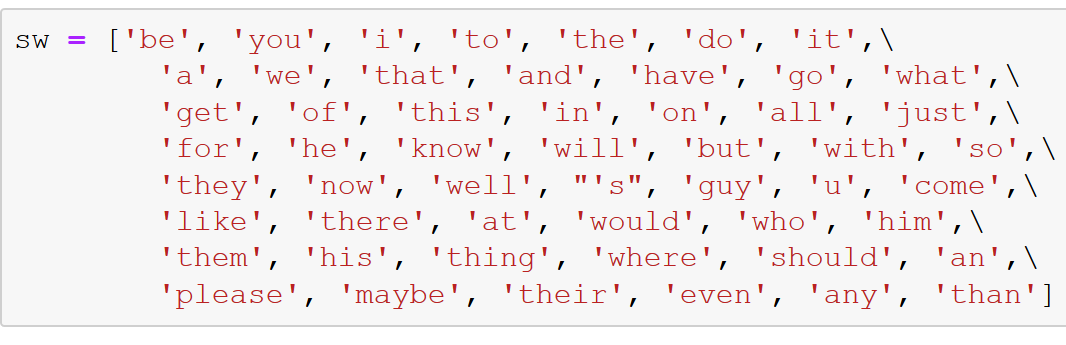 sw = ['be', 'you', 'i', 'to', 'the', 'do', 'it',\
'a', 'we', 'that', 'and', 'have', 'go', 'what',\
'get', 'of', 'this', 'in', 'on', 'all', 'just',\
'for', 'he', 'know', 'will', 'but', 'with', 'so',\
'they', 'now', 'well', "'s", 'guy', 'u', 'come',\
'like', 'there', 'at', 'would', 'who', 'him',\
'them', 'his', 'thing', 'where', 'should', 'an',\
'please', 'maybe', 'their', 'even', 'any', 'than']